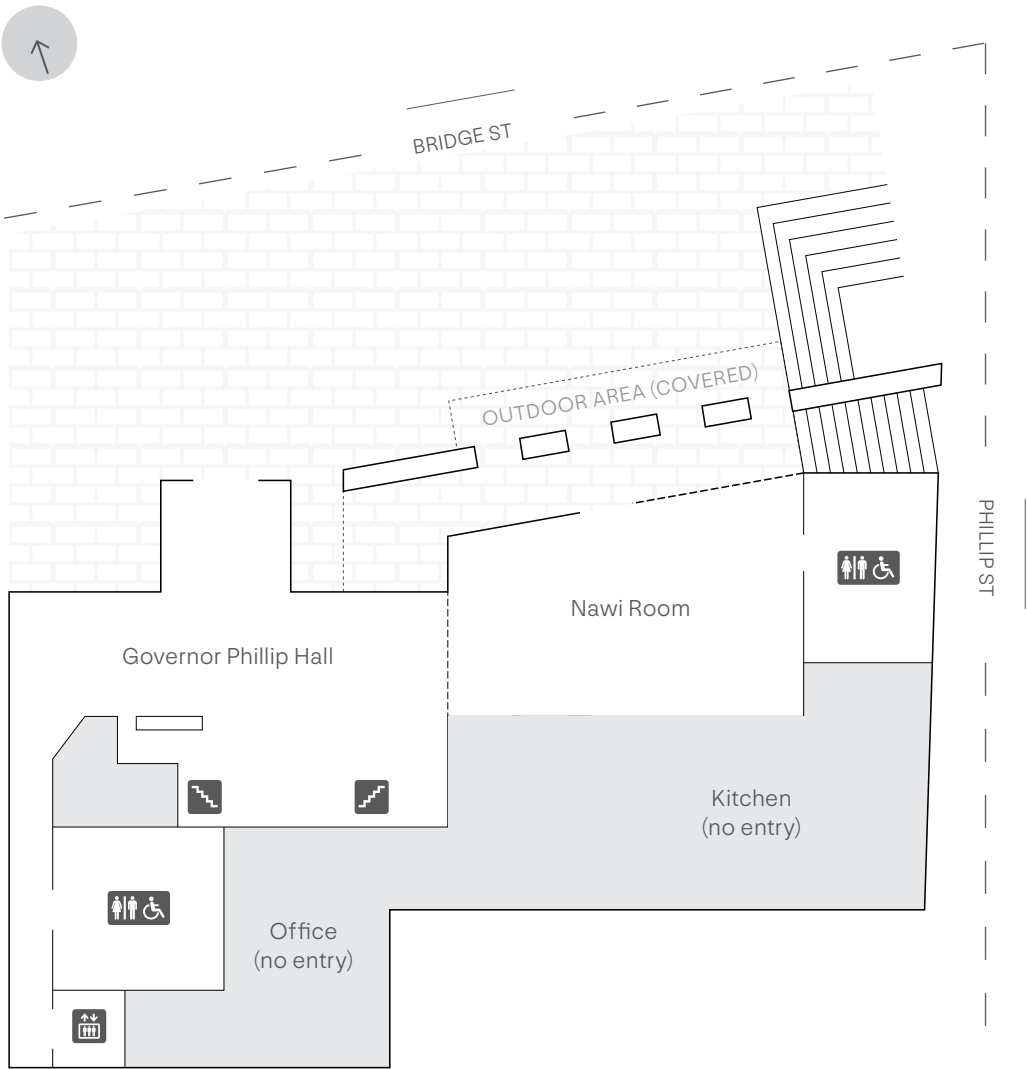 BRIDGE ST
OUTDOOR AREA (COVERED)
PHILLIP ST
Nawi Room
Governor Phillip Hall
Kitchen
(no entry)
Office
(no entry)